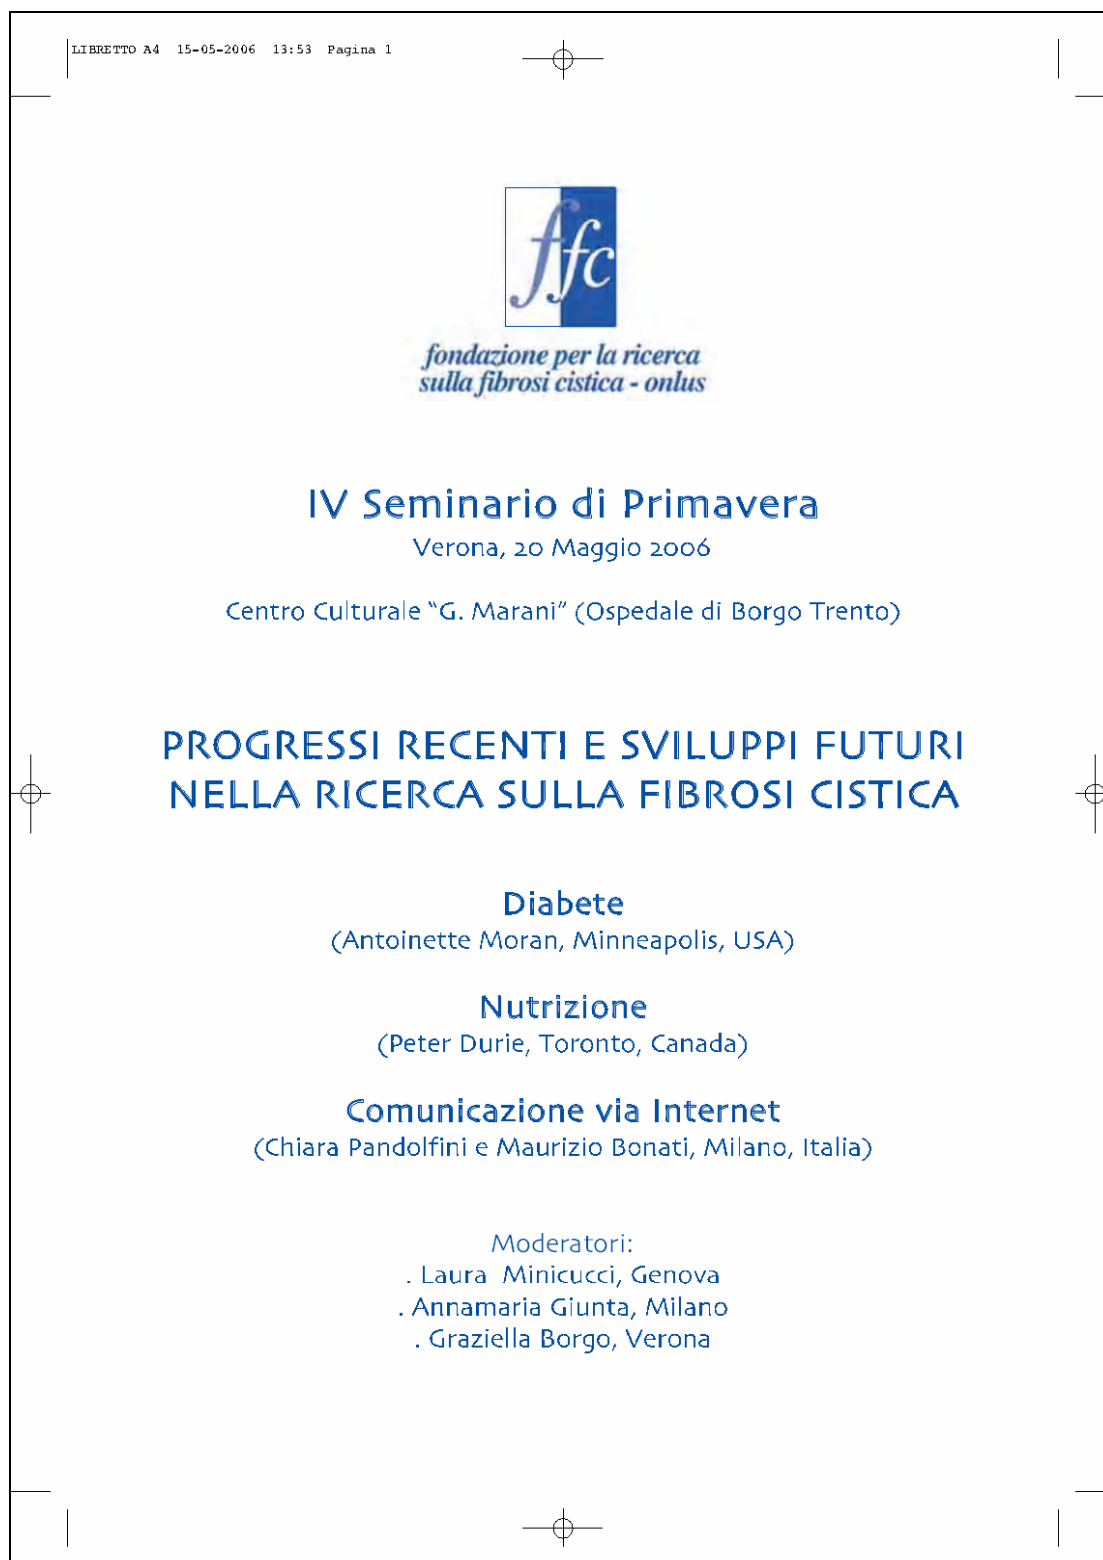 LIBRETTO A4  15-05-2006  13:53  Pagina 1
ffc
fondazione per la ricerca
sulla fibrosi cistica - onlus
IV Seminario di Primavera
Verona, 20 Maggio 2006
Centro Culturale "G. Marani" (Ospedale di Borgo Trento)
PROGRESSI RECENTI E SVILUPPI FUTURI
NELLA RICERCA SULLA FIBROSI CISTICA
Diabete
(Antoinette Moran, Minneapolis, USA)
Nutrizione
(Peter Durie, Toronto, Canada)
Comunicazione via Internet
(Chiara Pandolfini e Maurizio Bonati, Milano, Italia)
Moderatori:
. Laura  Minicucci, Genova
. Annamaria Giunta, Milano
. Graziella Borgo, Verona